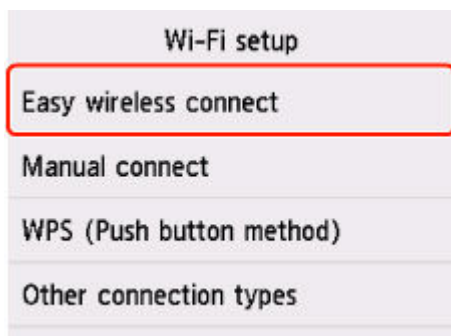 Wi-Fi setup
Easy wireless connect
Manual connect
WPS (Push button method)
Other connection types